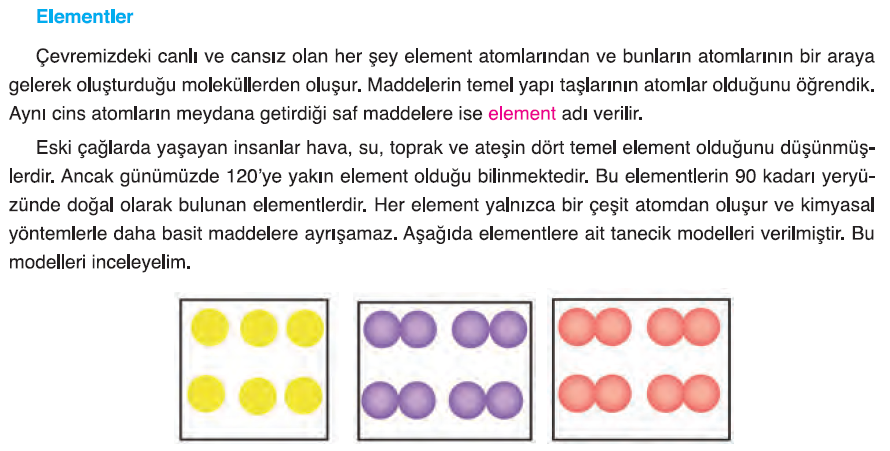 Elementler
Çevremizdeki canlı ve cansız olan her şey element atomlarından ve bunların atomlarının bir araya
gelerek oluşturduğu moleküllerden oluşur. Maddelerin temel yapı taşlarının atomlar olduğunu öğrendik.
Aynı cins atomların meydana getirdiği saf maddelere ise element adı verilir.
Eski çağlarda yaşayan insanlar hava, su, toprak ve ateşin dört temel element olduğunu düşünmüş-
lerdir. Ancak günümüzde 120'ye yakın element olduğu bilinmektedir. Bu elementlerin 90 kadarı yeryü-
zünde doğal olarak bulunan elementlerdir. Her element yalnızca bir çeşit atomdan oluşur ve kimyasal
yöntemlerle daha basit maddelere ayrışamaz. Aşağıda elementlere ait tanecik modelleri verilmiştir. Bu
modelleri inceleyelim.